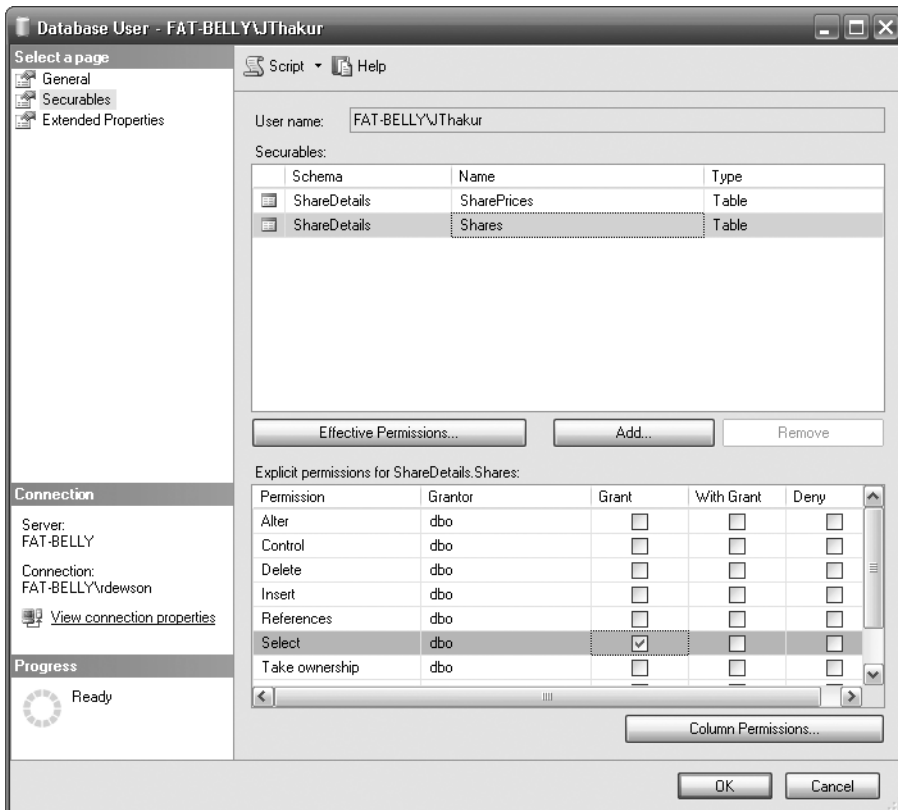 Database User - FAT-BELLY\JThakur
Select a page
General
Securables
Extended Properties
Script Help
User name: FAT-BELLY\JThakur
Securables:
Schema Name Type
ShareDetails SharePrices Table
ShareDetails Shares Table
Effective Permissions... Add... Remove
Explicit permissions for ShareDetails.Shares:
Permission Grantor Grant With Grant Deny
Alter dbo
Control dbo
Delete dbo
Insert dbo
References dbo
Select dbo
Take ownership dbo
Column Permissions...
Connection
Server:
FAT-BELLY
Connection:
FAT-BELLY\rdewson
View connection properties
Progress
Ready
OK Cancel